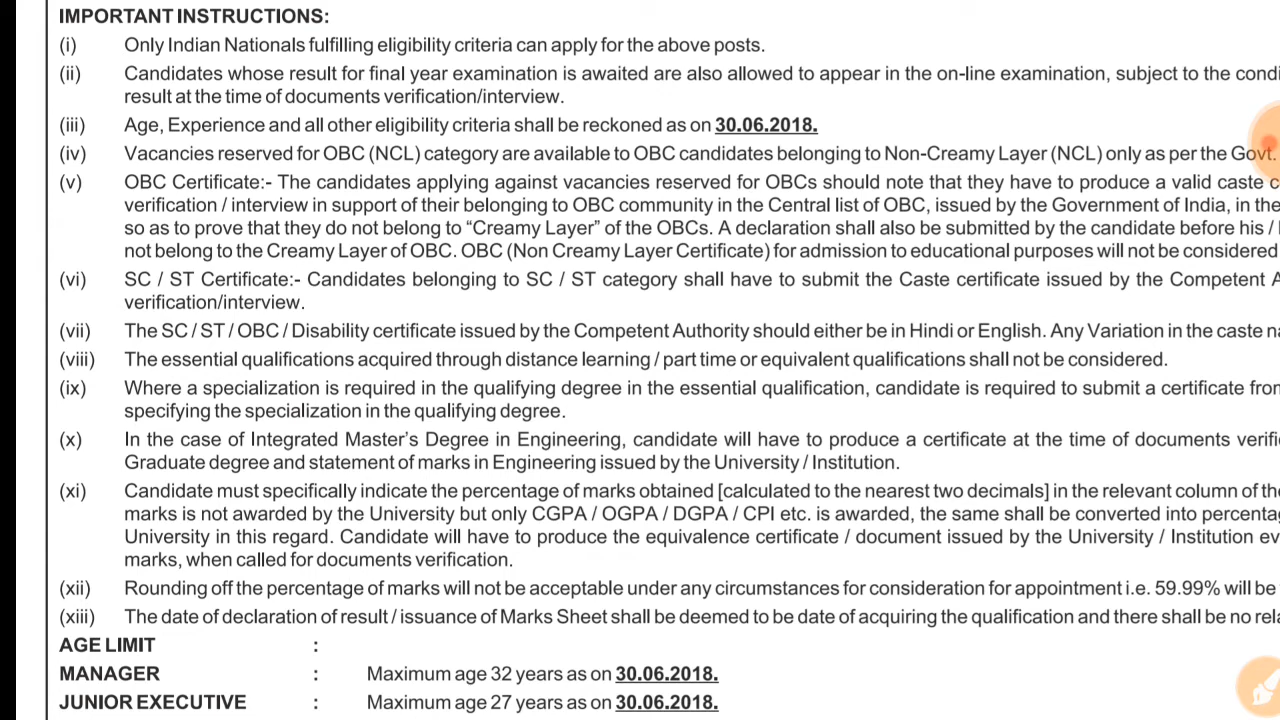 IMPORTANT INSTRUCTIONS:
(i) Only Indian Nationals fulfilling eligibility criteria can apply for the above posts.
(ii) Candidates whose result for final year examination is awaited are also allowed to appear in the on-line examination, subject to the condi
result at the time of documents verification/interview.
(iii) Age, Experience and all other eligibility criteria shall be reckoned as on 30.06.2018.
(iv) Vacancies reserved for OBC (NCL) category are available to OBC candidates belonging to Non-Creamy Layer (NCL) only as per the Govt.
(v) OBC Certificate:- The candidates applying against vacancies reserved for OBCs should note that they have to produce a valid caste c
verification / interview in support of their belonging to OBC community in the Central list of OBC, issued by the Government of India, in the
so as to prove that they do not belong to “Creamy Layer” of the OBCs. A declaration shall also be submitted by the candidate before his /
not belong to the Creamy Layer of OBC. OBC (Non Creamy Layer Certificate) for admission to educational purposes will not be considered
(vi) SC / ST Certificate:- Candidates belonging to SC / ST category shall have to submit the Caste certificate issued by the Competent A
verification/interview.
(vii) The SC / ST / OBC / Disability certificate issued by the Competent Authority should either be in Hindi or English. Any Variation in the caste na
(viii) The essential qualifications acquired through distance learning / part time or equivalent qualifications shall not be considered.
(ix) Where a specialization is required in the qualifying degree in the essential qualification, candidate is required to submit a certificate from
specifying the specialization in the qualifying degree.
(x) In the case of Integrated Master’s Degree in Engineering, candidate will have to produce a certificate at the time of documents verifi
Graduate degree and statement of marks in Engineering issued by the University / Institution.
(xi) Candidate must specifically indicate the percentage of marks obtained [calculated to the nearest two decimals] in the relevant column of the
marks is not awarded by the University but only CGPA / OGPA / DGPA / CPI etc. is awarded, the same shall be converted into percenta
University in this regard. Candidate will have to produce the equivalence certificate / document issued by the University / Institution ev
marks, when called for documents verification.
(xii) Rounding off the percentage of marks will not be acceptable under any circumstances for consideration for appointment i.e. 59.99% will be
(xiii) The date of declaration of result / issuance of Marks Sheet shall be deemed to be date of acquiring the qualification and there shall be no rela
AGE LIMIT :
MANAGER : Maximum age 32 years as on 30.06.2018.
JUNIOR EXECUTIVE : Maximum age 27 years as on 30.06.2018.